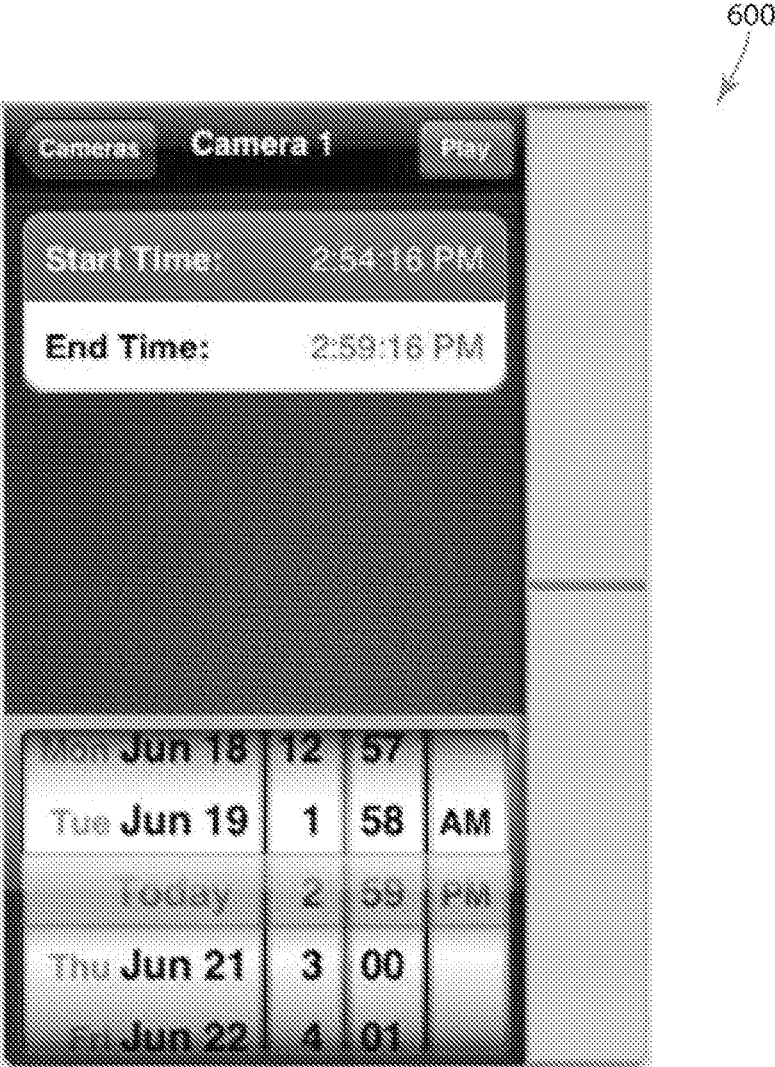 600
Cameras Camera 1 Play
Start Time: 2:54:16 PM
End Time: 2:59:16 PM
Mon Jun 18 12 57
Tue Jun 19 1 58 AM
Today 2 59 PM
Thu Jun 21 3 00
Fri Jun 22 4 01